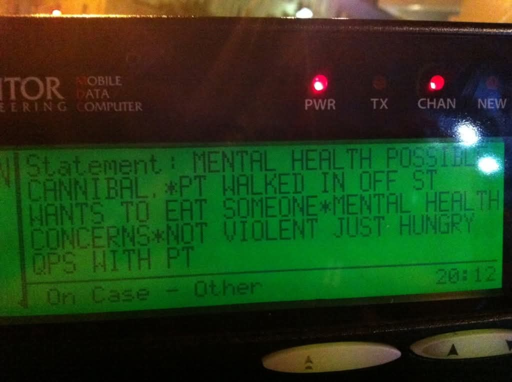 ITOR
EERING
MOBILE
DATA
COMPUTER
PWR
TX
CHAN
NEW
Statement: MENTAL HEALTH POSSIBLE
CANNIBAL,*PT WALKED IN OFF ST
WANTS TO EAT SOMEONE*MENTAL HEALTH
CONCERNS*NOT VIOLENT JUST HUNGRY
QPS WITH PT
20:12
On Case - Other